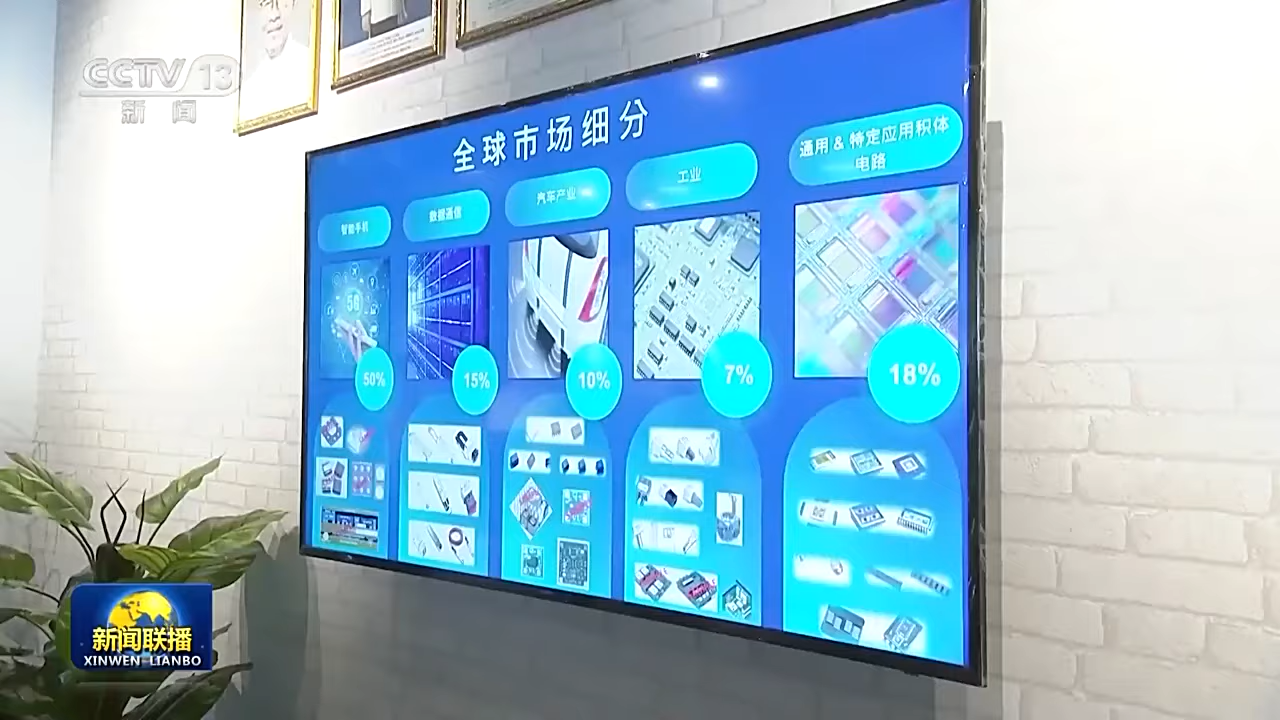 CCTV 13
新闻
全球市场细分
智能手机
数据通信
汽车产业
工业
通用 & 特定应用积体
电路
5G
50%
15%
10%
7%
18%
新闻联播
XINWEN LIANBO